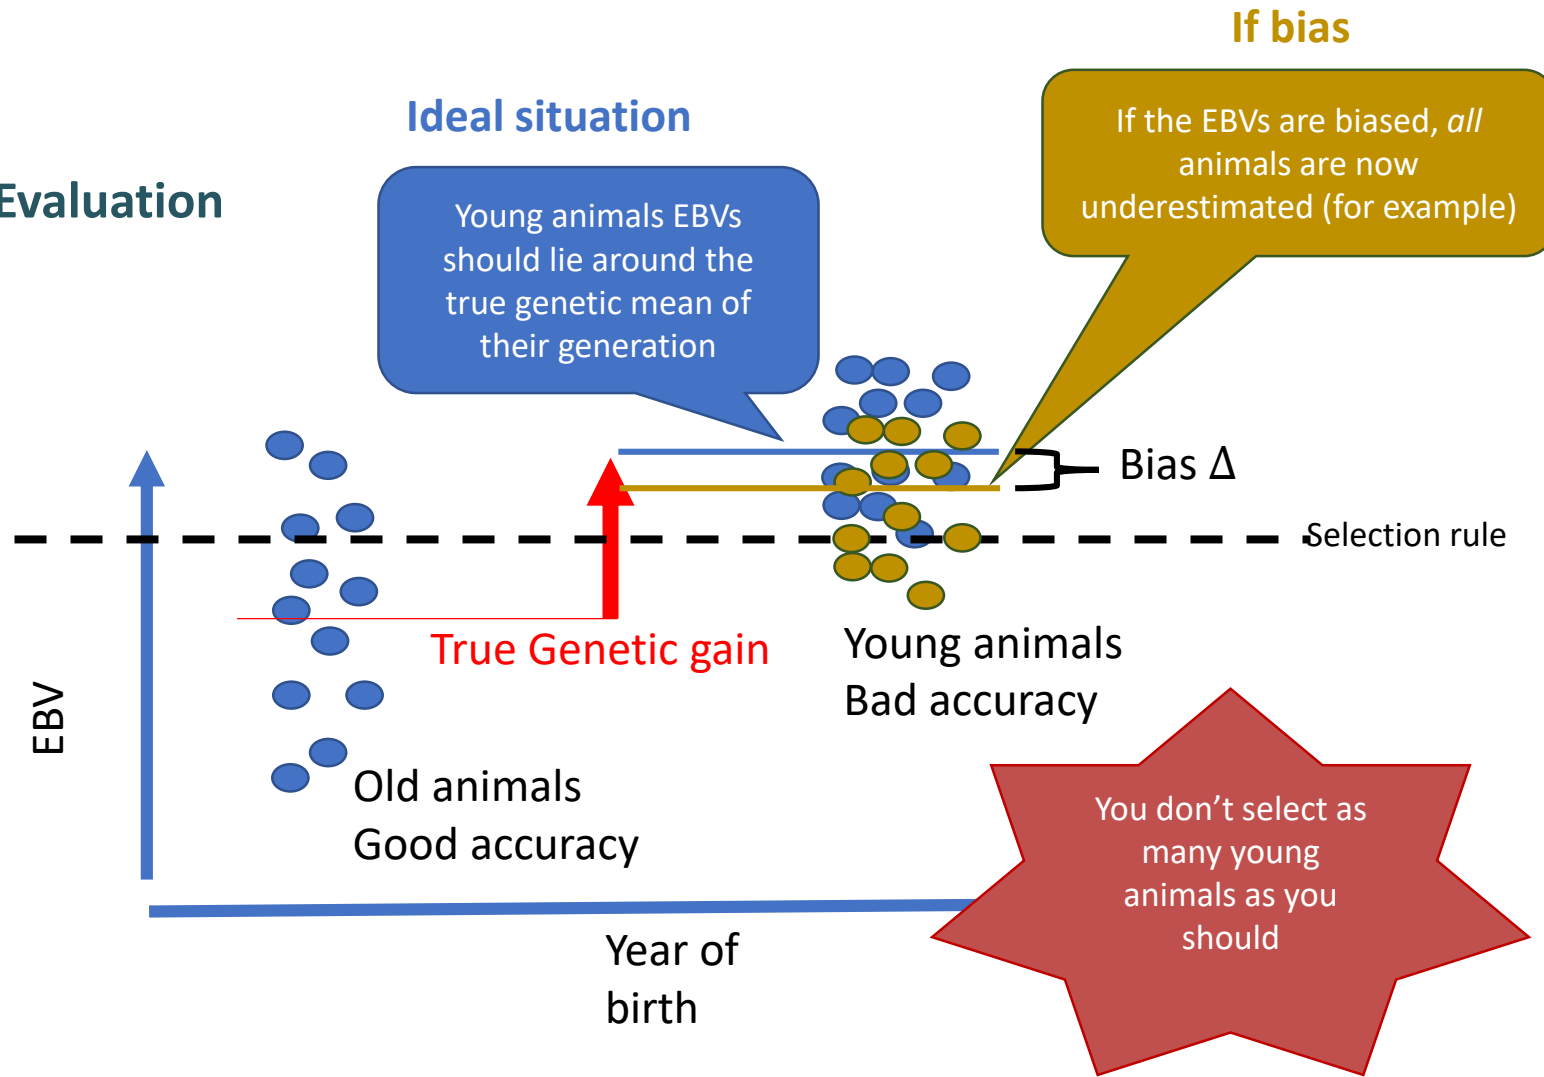 If bias
Ideal situation
If the EBVs are biased, all
animals are now
underestimated (for example)
Evaluation
Young animals EBVs
should lie around the
true genetic mean of
their generation
Bias Δ
Selection rule
True Genetic gain
Young animals
Bad accuracy
EBV
Old animals
Good accuracy
You don’t select as
many young
animals as you
should
Year of
birth